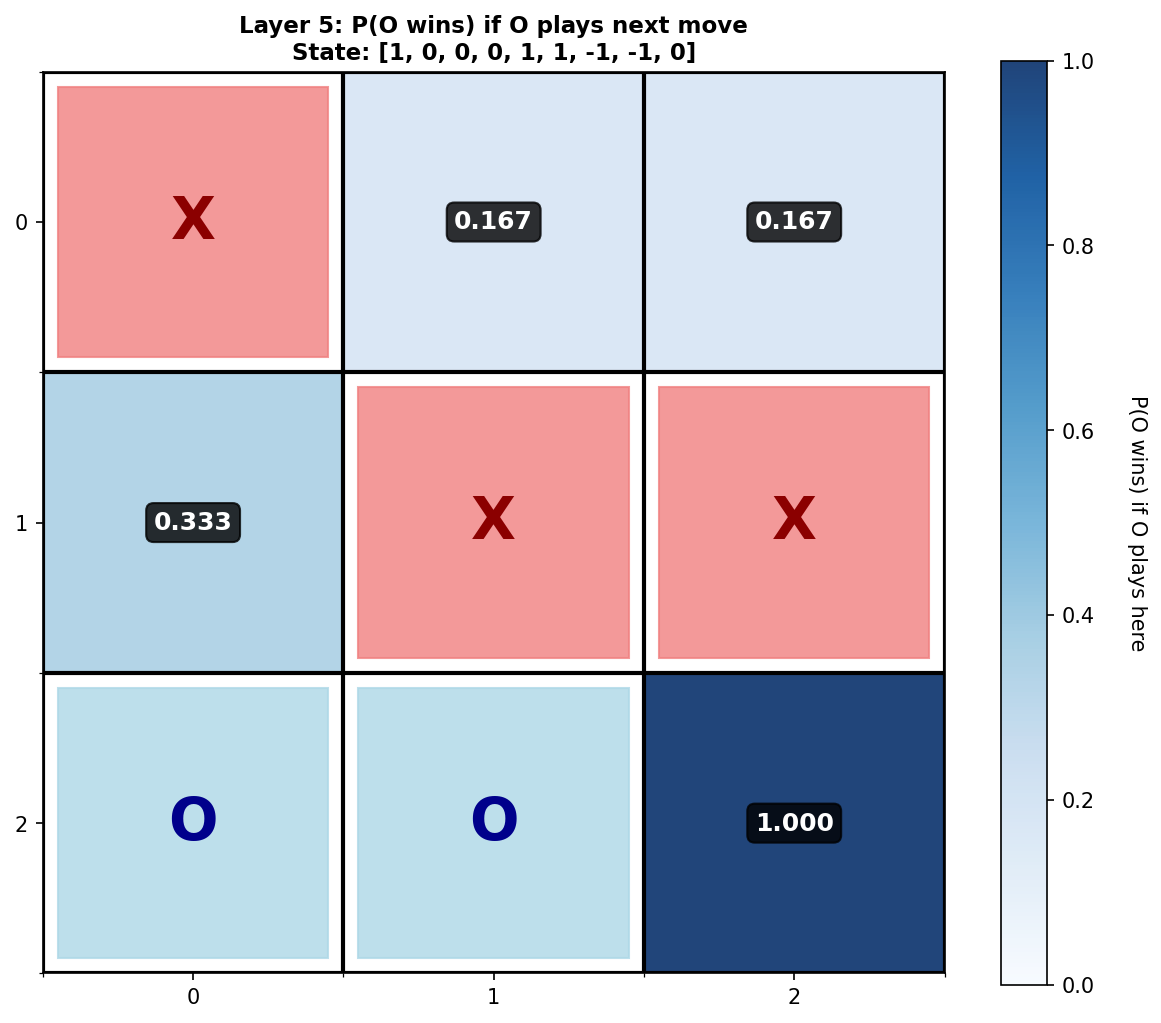 Layer 5: P(O wins) if O plays next move
State: [1, 0, 0, 0, 1, 1, -1, -1, 0]
0
X
0.167
0.167
1
0.333
X
X
2
O
O
1.000
0
1
2
1.0
0.8
0.6
0.4
0.2
0.0
P(O wins) if O plays here